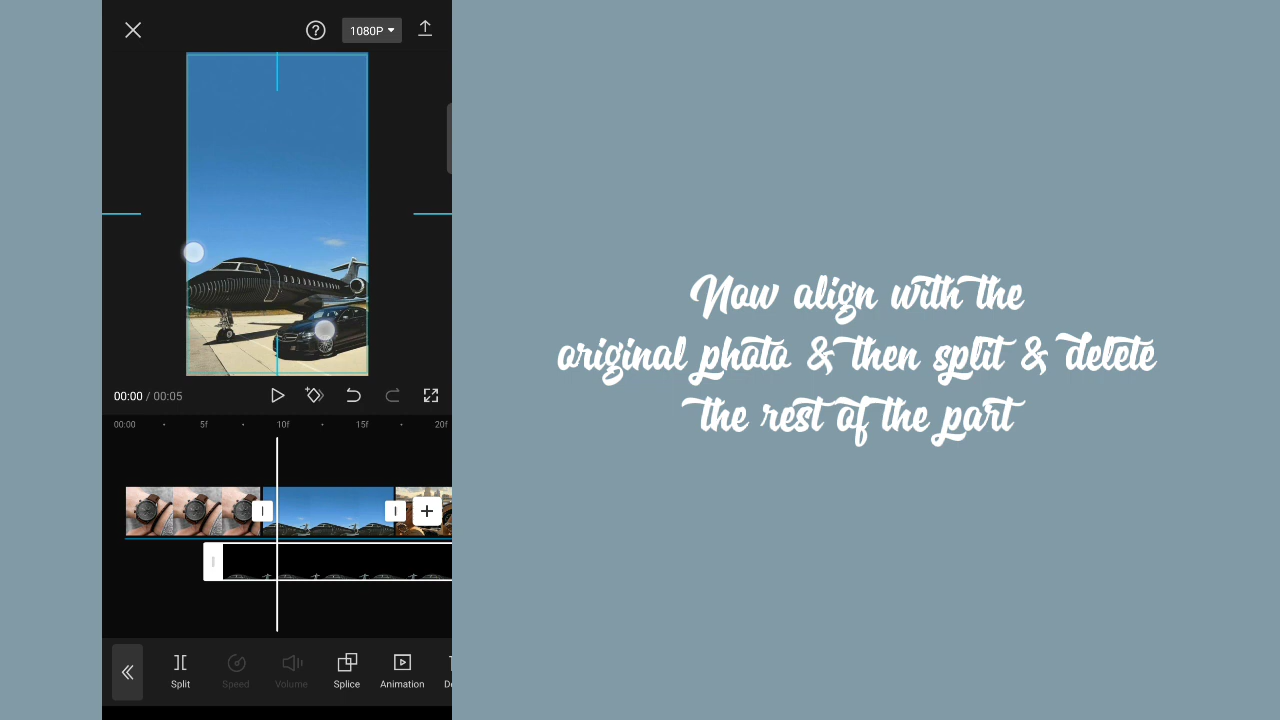 1080P
00:00 / 00:05
00:00 5f 10f 15f 20f
Split Speed Volume Splice Animation
Now align with the
original photo & then split & delete
the rest of the part